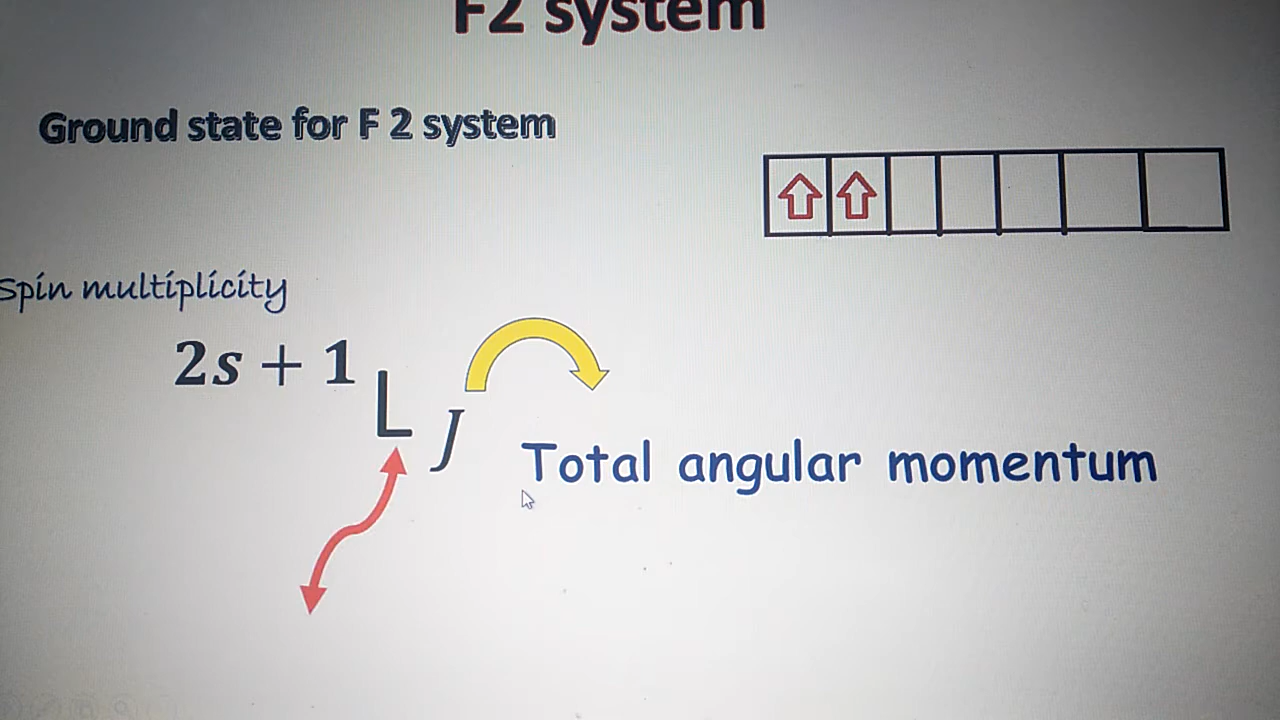 F2 system
Ground state for F 2 system
Spin multiplicity
2s + 1
L
J
Total angular momentum